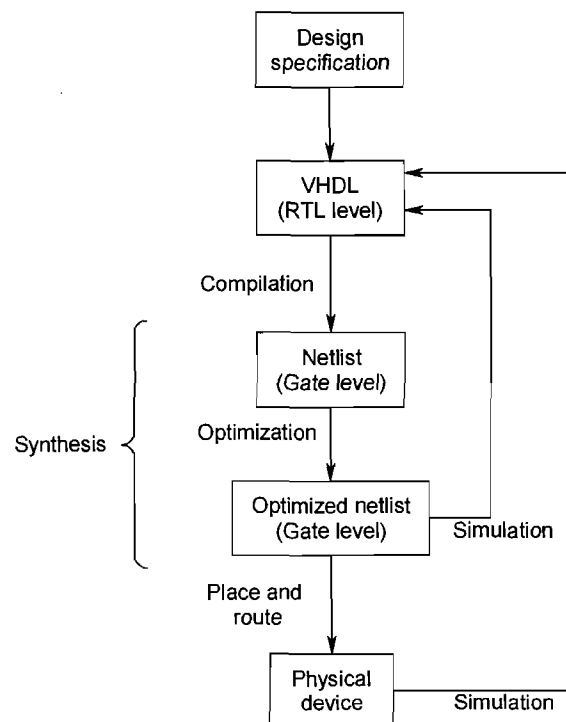 Design
specification
VHDL
(RTL level)
Compilation
Netlist
(Gate level)
Synthesis
Optimization
Optimized netlist
(Gate level)
Simulation
Place and
route
Physical
device
Simulation